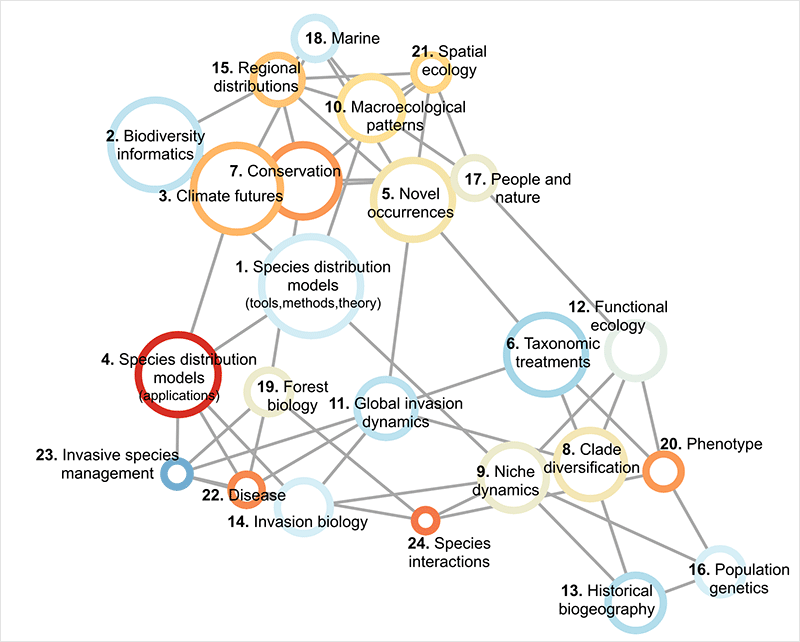 18. Marine
21. Spatial
ecology
15. Regional
distributions
10. Macroecological
patterns
2. Biodiversity
informatics
7. Conservation
17. People and
nature
3. Climate futures
5. Novel
occurrences
1. Species distribution
models
(tools,methods,theory)
12. Functional
ecology
6. Taxonomic
treatments
4. Species distribution
models
(applications)
19. Forest
biology
11. Global invasion
dynamics
20. Phenotype
8. Clade
diversification
23. Invasive species
management
9. Niche
dynamics
22. Disease
14. Invasion biology
24. Species
interactions
16. Population
genetics
13. Historical
biogeography